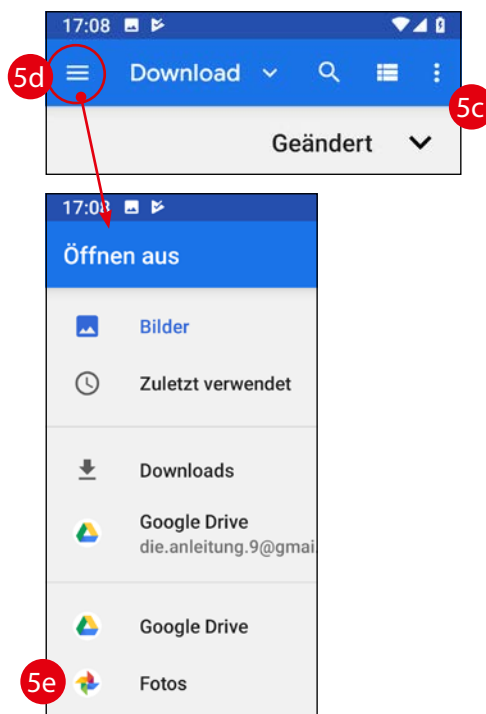 17:08
5d
Download
5c
Geändert
17:08
Öffnen aus
Bilder
Zuletzt verwendet
Downloads
Google Drive
die.anleitung.9@gmai.
Google Drive
5e
Fotos